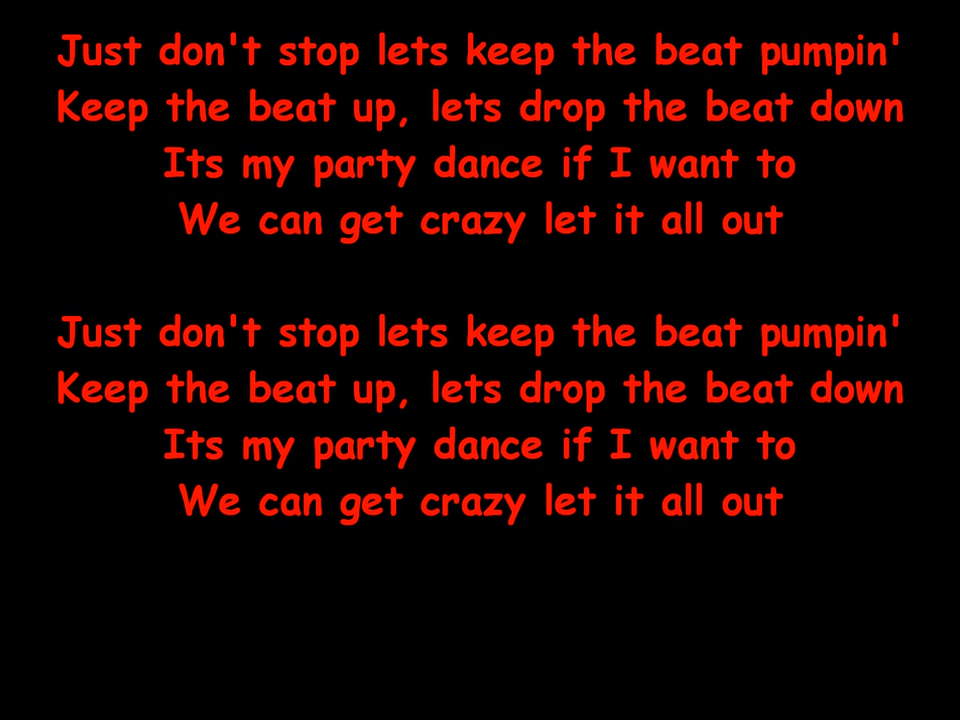 Just don't stop lets keep the beat pumpin'
Keep the beat up, lets drop the beat down
Its my party dance if I want to
We can get crazy let it all out
Just don't stop lets keep the beat pumpin'
Keep the beat up, lets drop the beat down
Its my party dance if I want to
We can get crazy let it all out